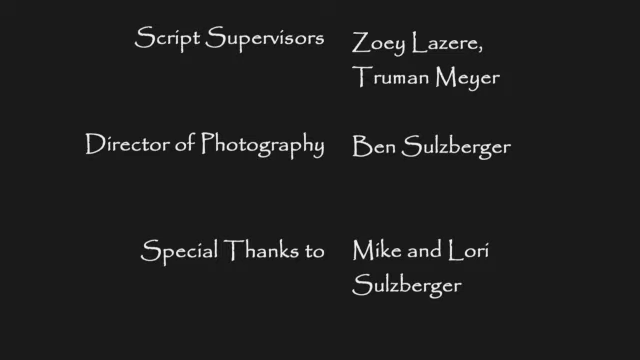 Script Supervisors Zoey Lazere,
Truman Meyer
Director of Photography Ben Sulzberger
Special Thanks to Mike and Lori
Sulzberger